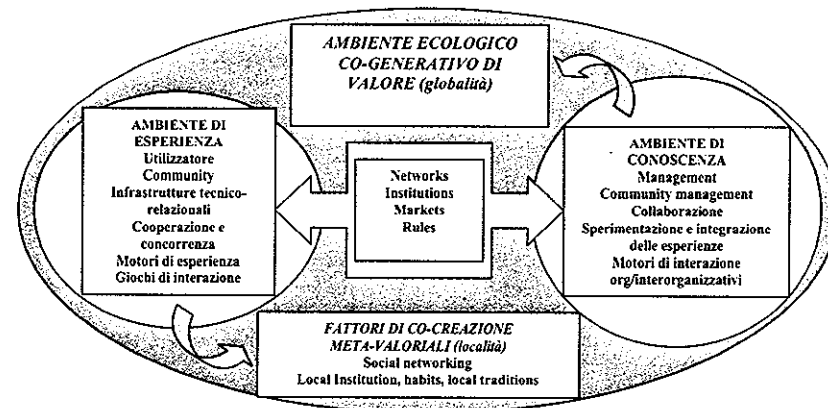 AMBIENTE ECOLOGICO
CO-GENERATIVO DI
VALORE (globalità)
AMBIENTE DI
ESPERIENZA
Utilizzatore
Community
Infrastrutture tecnico-
relazionali
Cooperazione e
concorrenza
Motori di esperienza
Giochi di interazione
Networks
Institutions
Markets
Rules
AMBIENTE DI
CONOSCENZA
Management
Community management
Collaborazione
Sperimentazione e integrazione
delle esperienze
Motori di interazione
org/interorganizzativi
FATTORI DI CO-CREAZIONE
META-VALORIALI (località)
Social networking
Local Institution, habits, local traditions